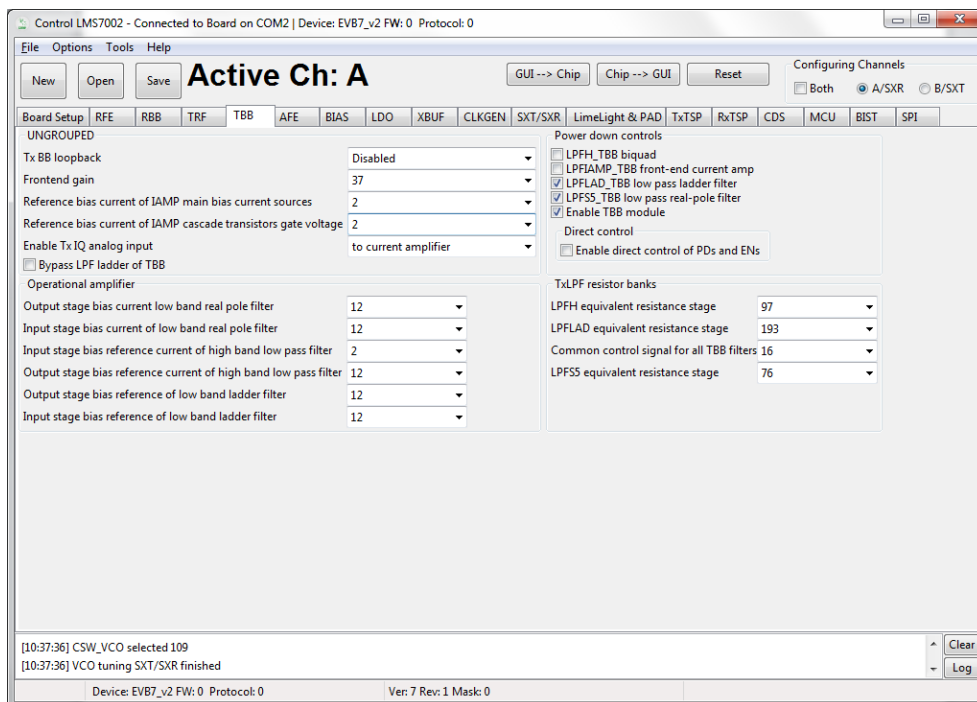 Control LMS7002 - Connected to Board on COM2 | Device: EVB7_v2 FW: 0 Protocol: 0
File Options Tools Help
New Open Save Active Ch: A GUI --> Chip Chip --> GUI Reset
Configuring Channels
Both A/SXR B/SXT
Board Setup RFE RBB TRF TBB AFE BIAS LDO XBUF CLKGEN SXT/SXR LimeLight & PAD TxTSP RxTSP CDS MCU BIST SPI
UNGROUPED
Tx BB loopback Disabled
Frontend gain 37
Reference bias current of IAMP main bias current sources 2
Reference bias current of IAMP cascade transistors gate voltage 2
Enable Tx IQ analog input to current amplifier
Bypass LPF ladder of TBB
Power down controls
LPFH_TBB biquad
LPFIAMP_TBB front-end current amp
LPFLAD_TBB low pass ladder filter
LPFS5_TBB low pass real-pole filter
Enable TBB module
Direct control
Enable direct control of PDs and ENs
Operational amplifier
Output stage bias current low band real pole filter 12
Input stage bias current of low band real pole filter 12
Input stage bias reference current of high band low pass filter 2
Output stage bias reference current of high band low pass filter 12
Output stage bias reference of low band ladder filter 12
Input stage bias reference of low band ladder filter 12
TxLPF resistor banks
LPFH equivalent resistance stage 97
LPFLAD equivalent resistance stage 193
Common control signal for all TBB filters 16
LPFS5 equivalent resistance stage 76
[10:37:36] CSW_VCO selected 109
[10:37:36] VCO tuning SXT/SXR finished
Clear
Log
Device: EVB7_v2 FW: 0 Protocol: 0 Ver: 7 Rev: 1 Mask: 0